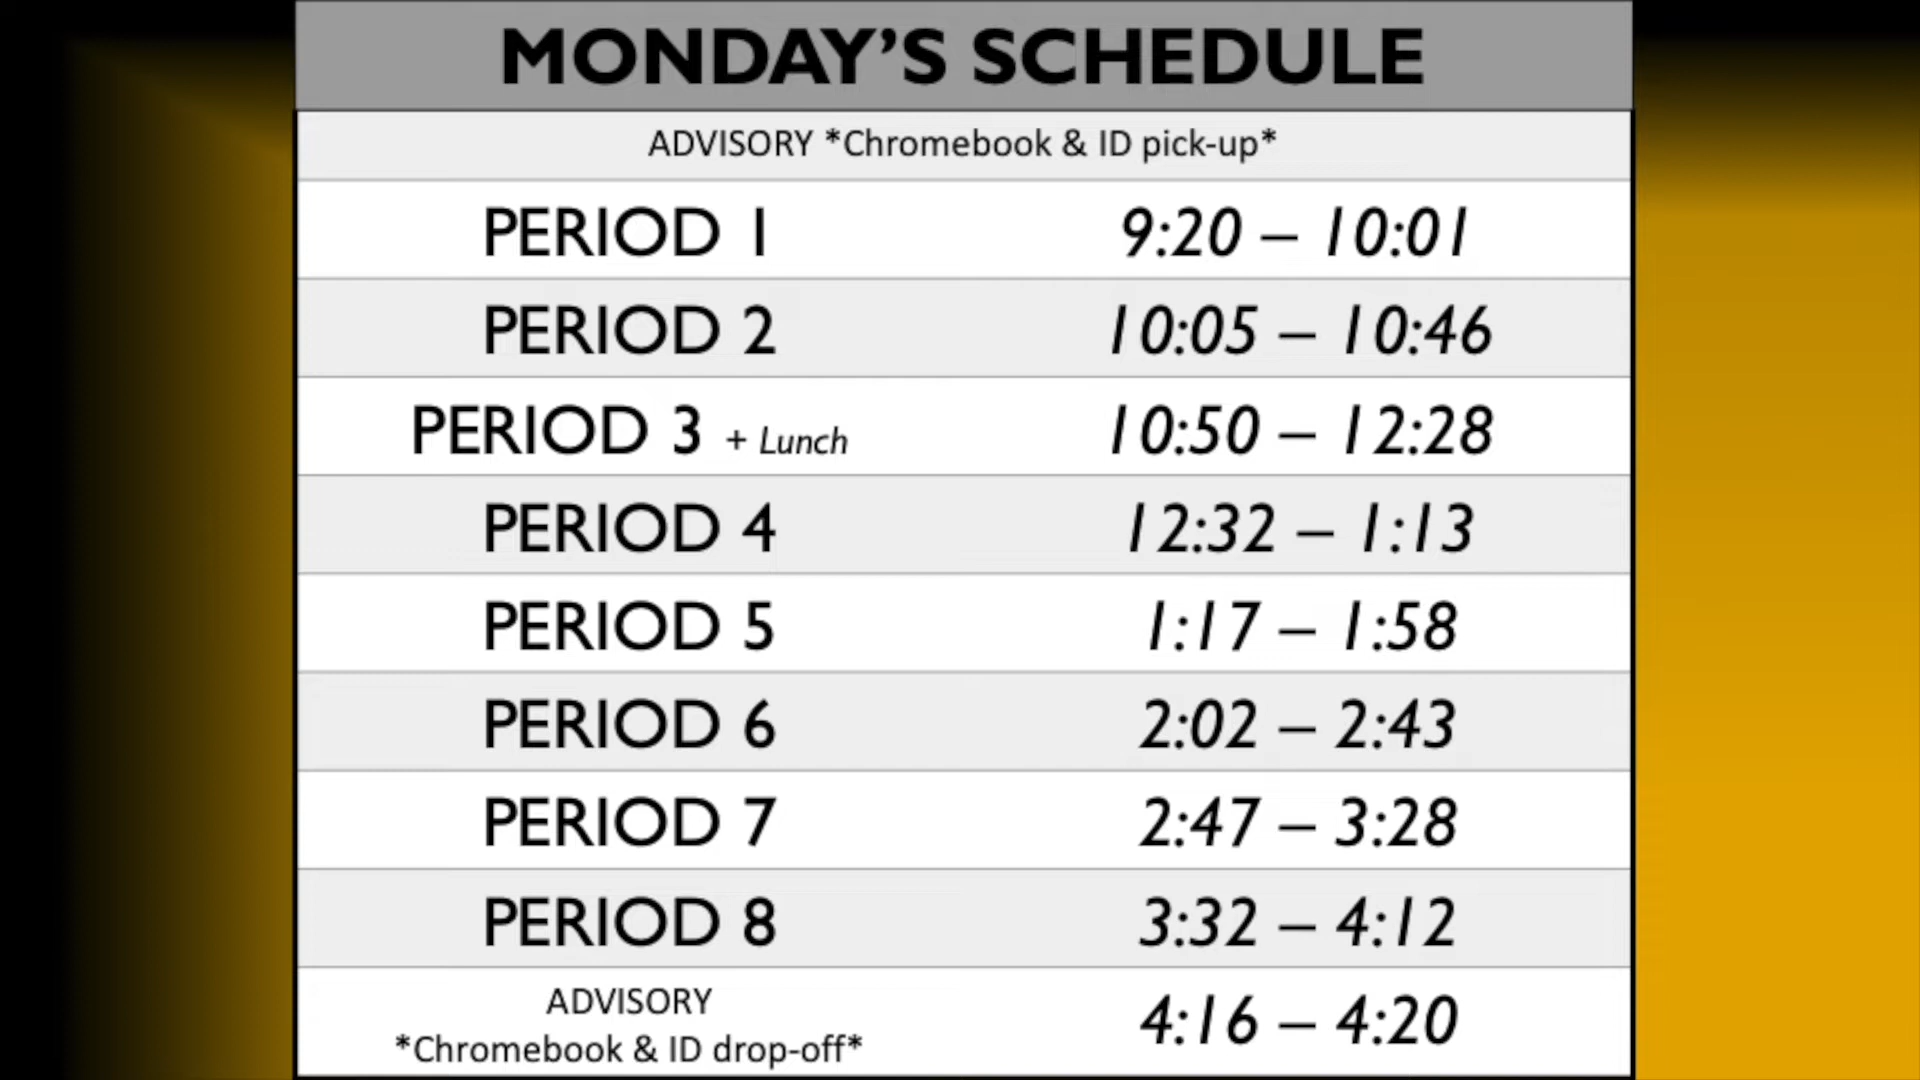 MONDAY’S SCHEDULE
ADVISORY *Chromebook & ID pick-up*
PERIOD 1 9:20 – 10:01
PERIOD 2 10:05 – 10:46
PERIOD 3 + Lunch 10:50 – 12:28
PERIOD 4 12:32 – 1:13
PERIOD 5 1:17 – 1:58
PERIOD 6 2:02 – 2:43
PERIOD 7 2:47 – 3:28
PERIOD 8 3:32 – 4:12
ADVISORY
*Chromebook & ID drop-off*
4:16 – 4:20